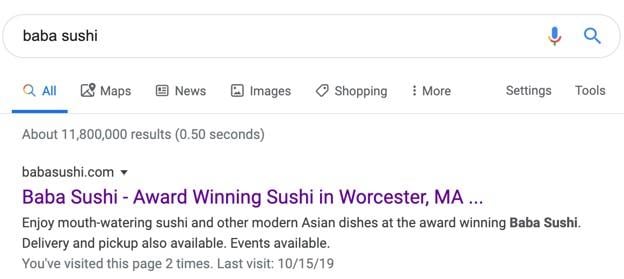 baba sushi
All Maps News Images Shopping More Settings Tools
About 11,800,000 results (0.50 seconds)
babasushi.com
Baba Sushi - Award Winning Sushi in Worcester, MA ...
Enjoy mouth-watering sushi and other modern Asian dishes at the award winning Baba Sushi.
Delivery and pickup also available. Events available.
You've visited this page 2 times. Last visit: 10/15/19